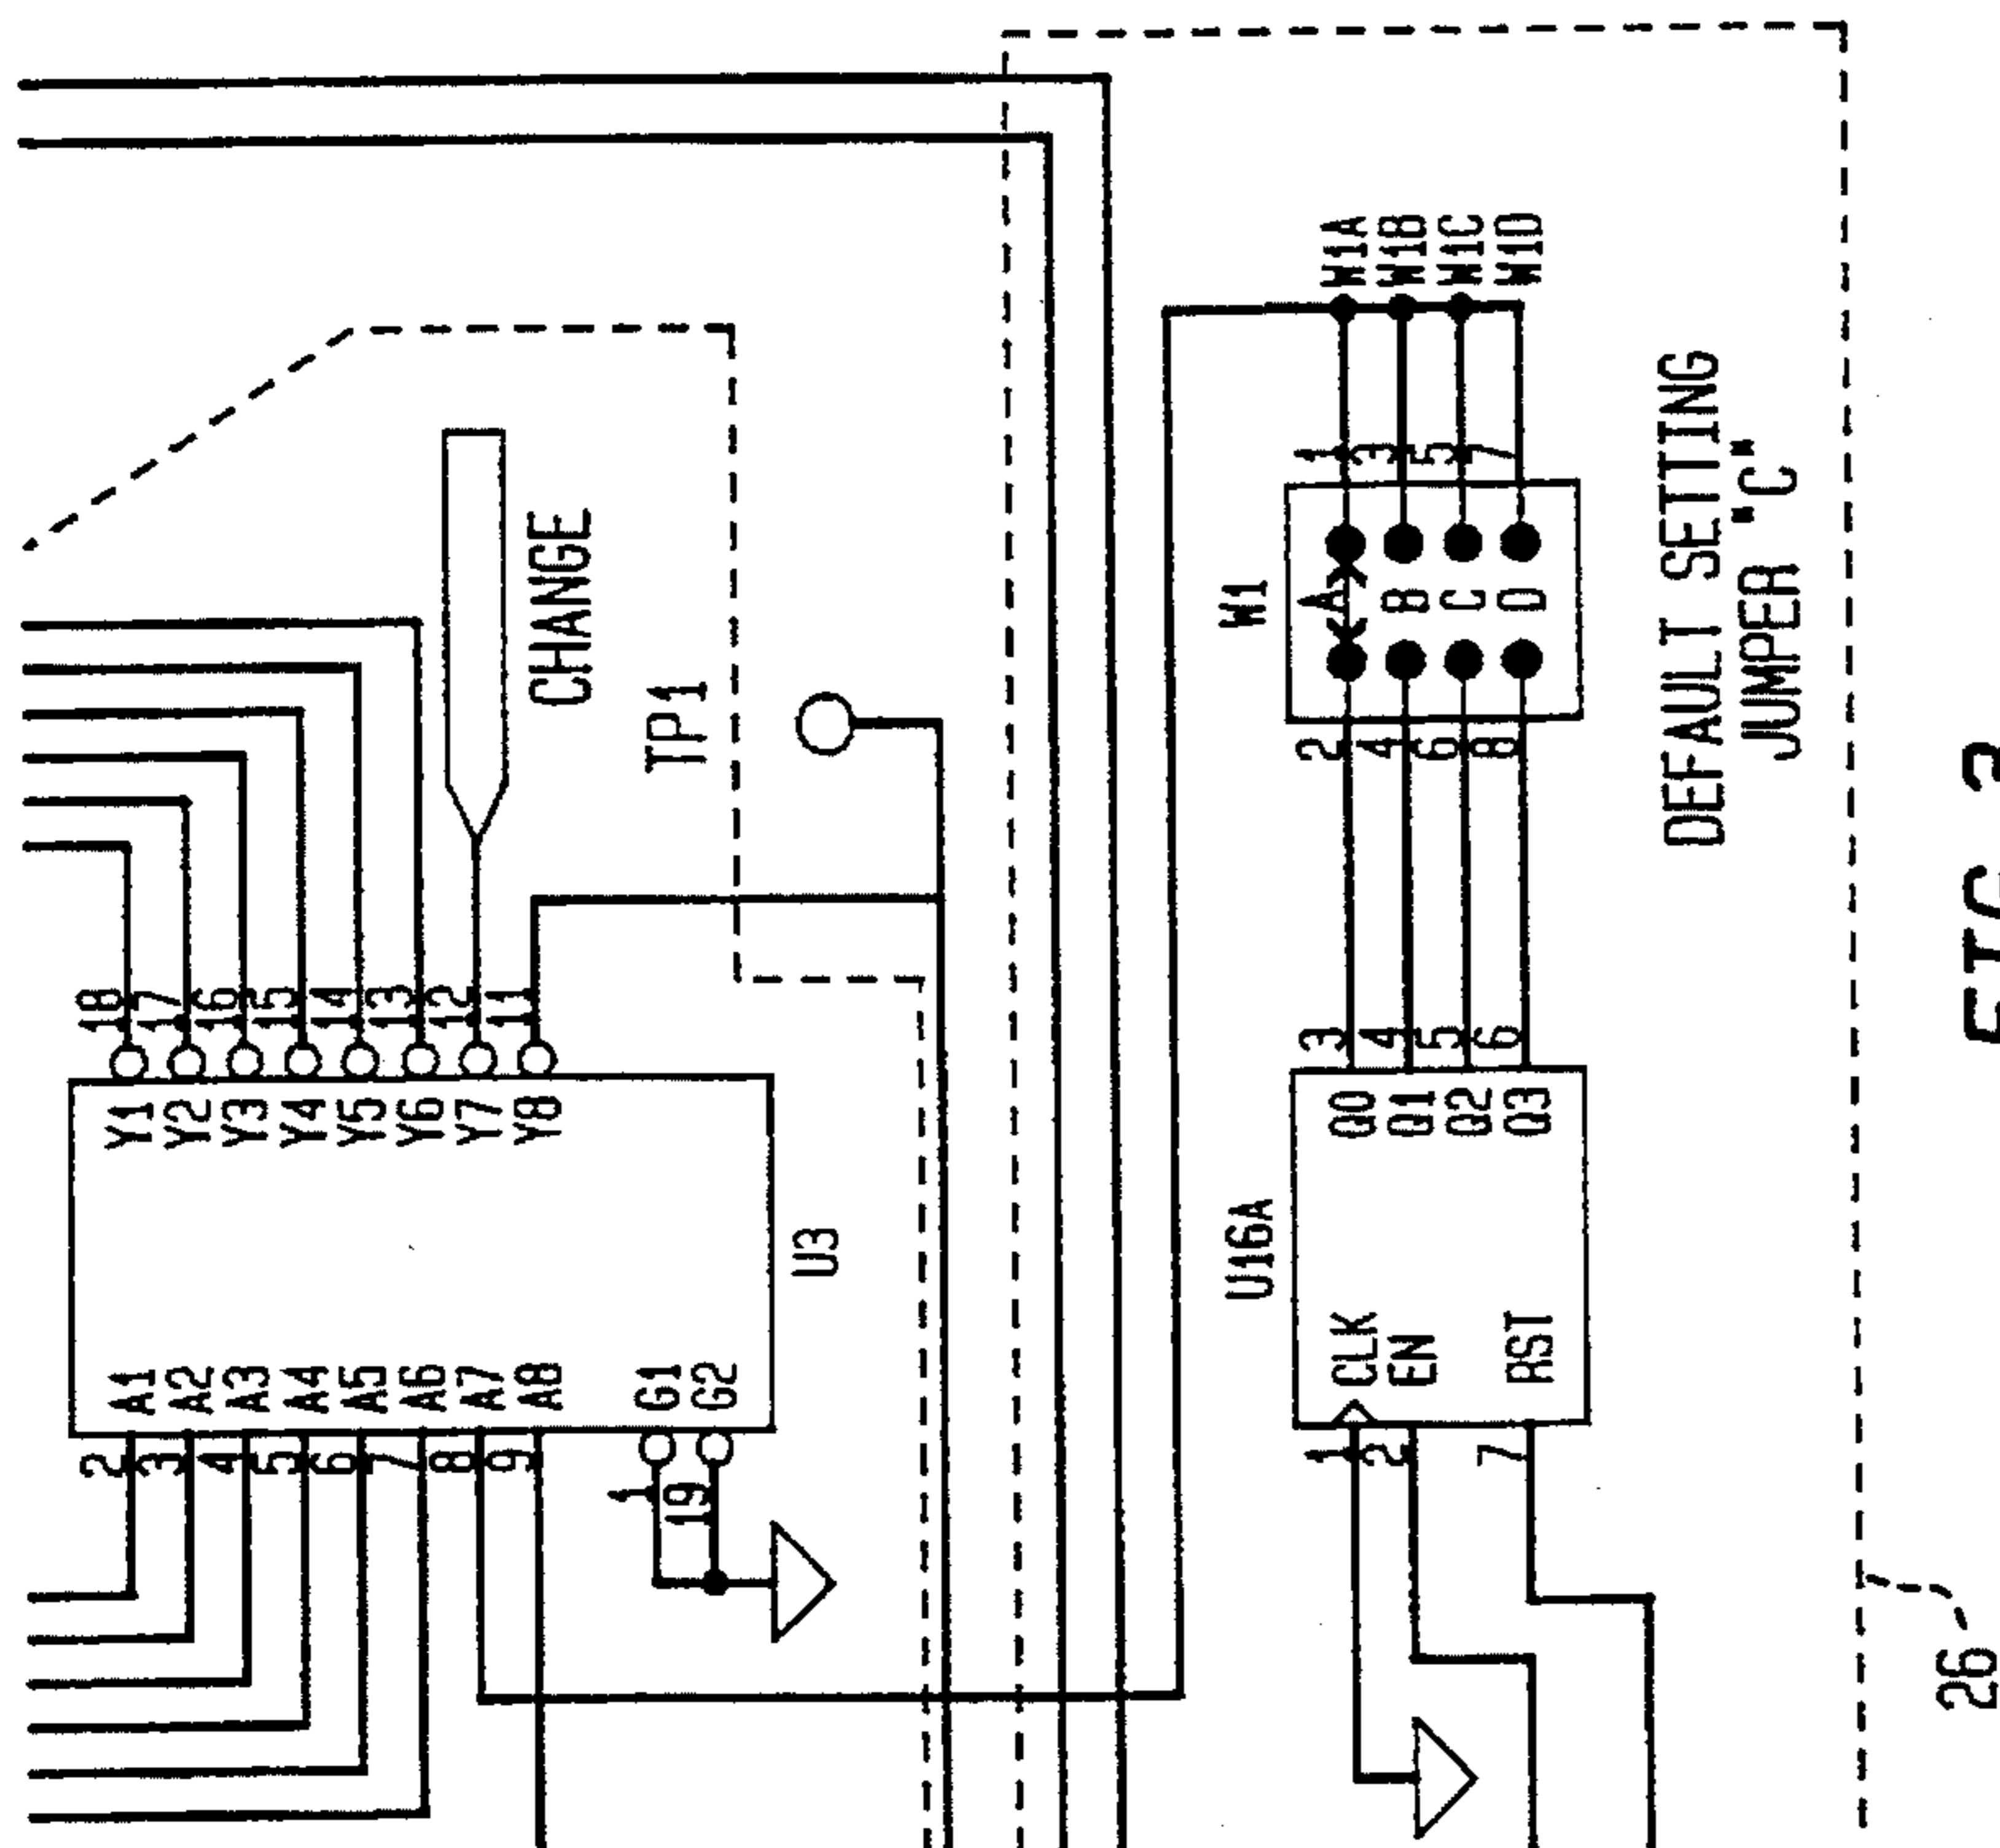 CHANGE
TP1
18
17
16
15
14
13
12
11
Y1
Y2
Y3
Y4
Y5
Y6
Y7
Y8
U3
A1
A2
A3
A4
A5
A6
A7
A8
G1
G2
2
3
4
5
6
7
8
9
1
19
W1A
W1B
W1C
W1D
1
3
5
7
W1
A
B
C
D
2
4
6
8
DEFAULT SETTING
JUMPER "C"
3
4
5
6
Q0
Q1
Q2
Q3
U16A
CLK
EN
RST
1
2
7
26